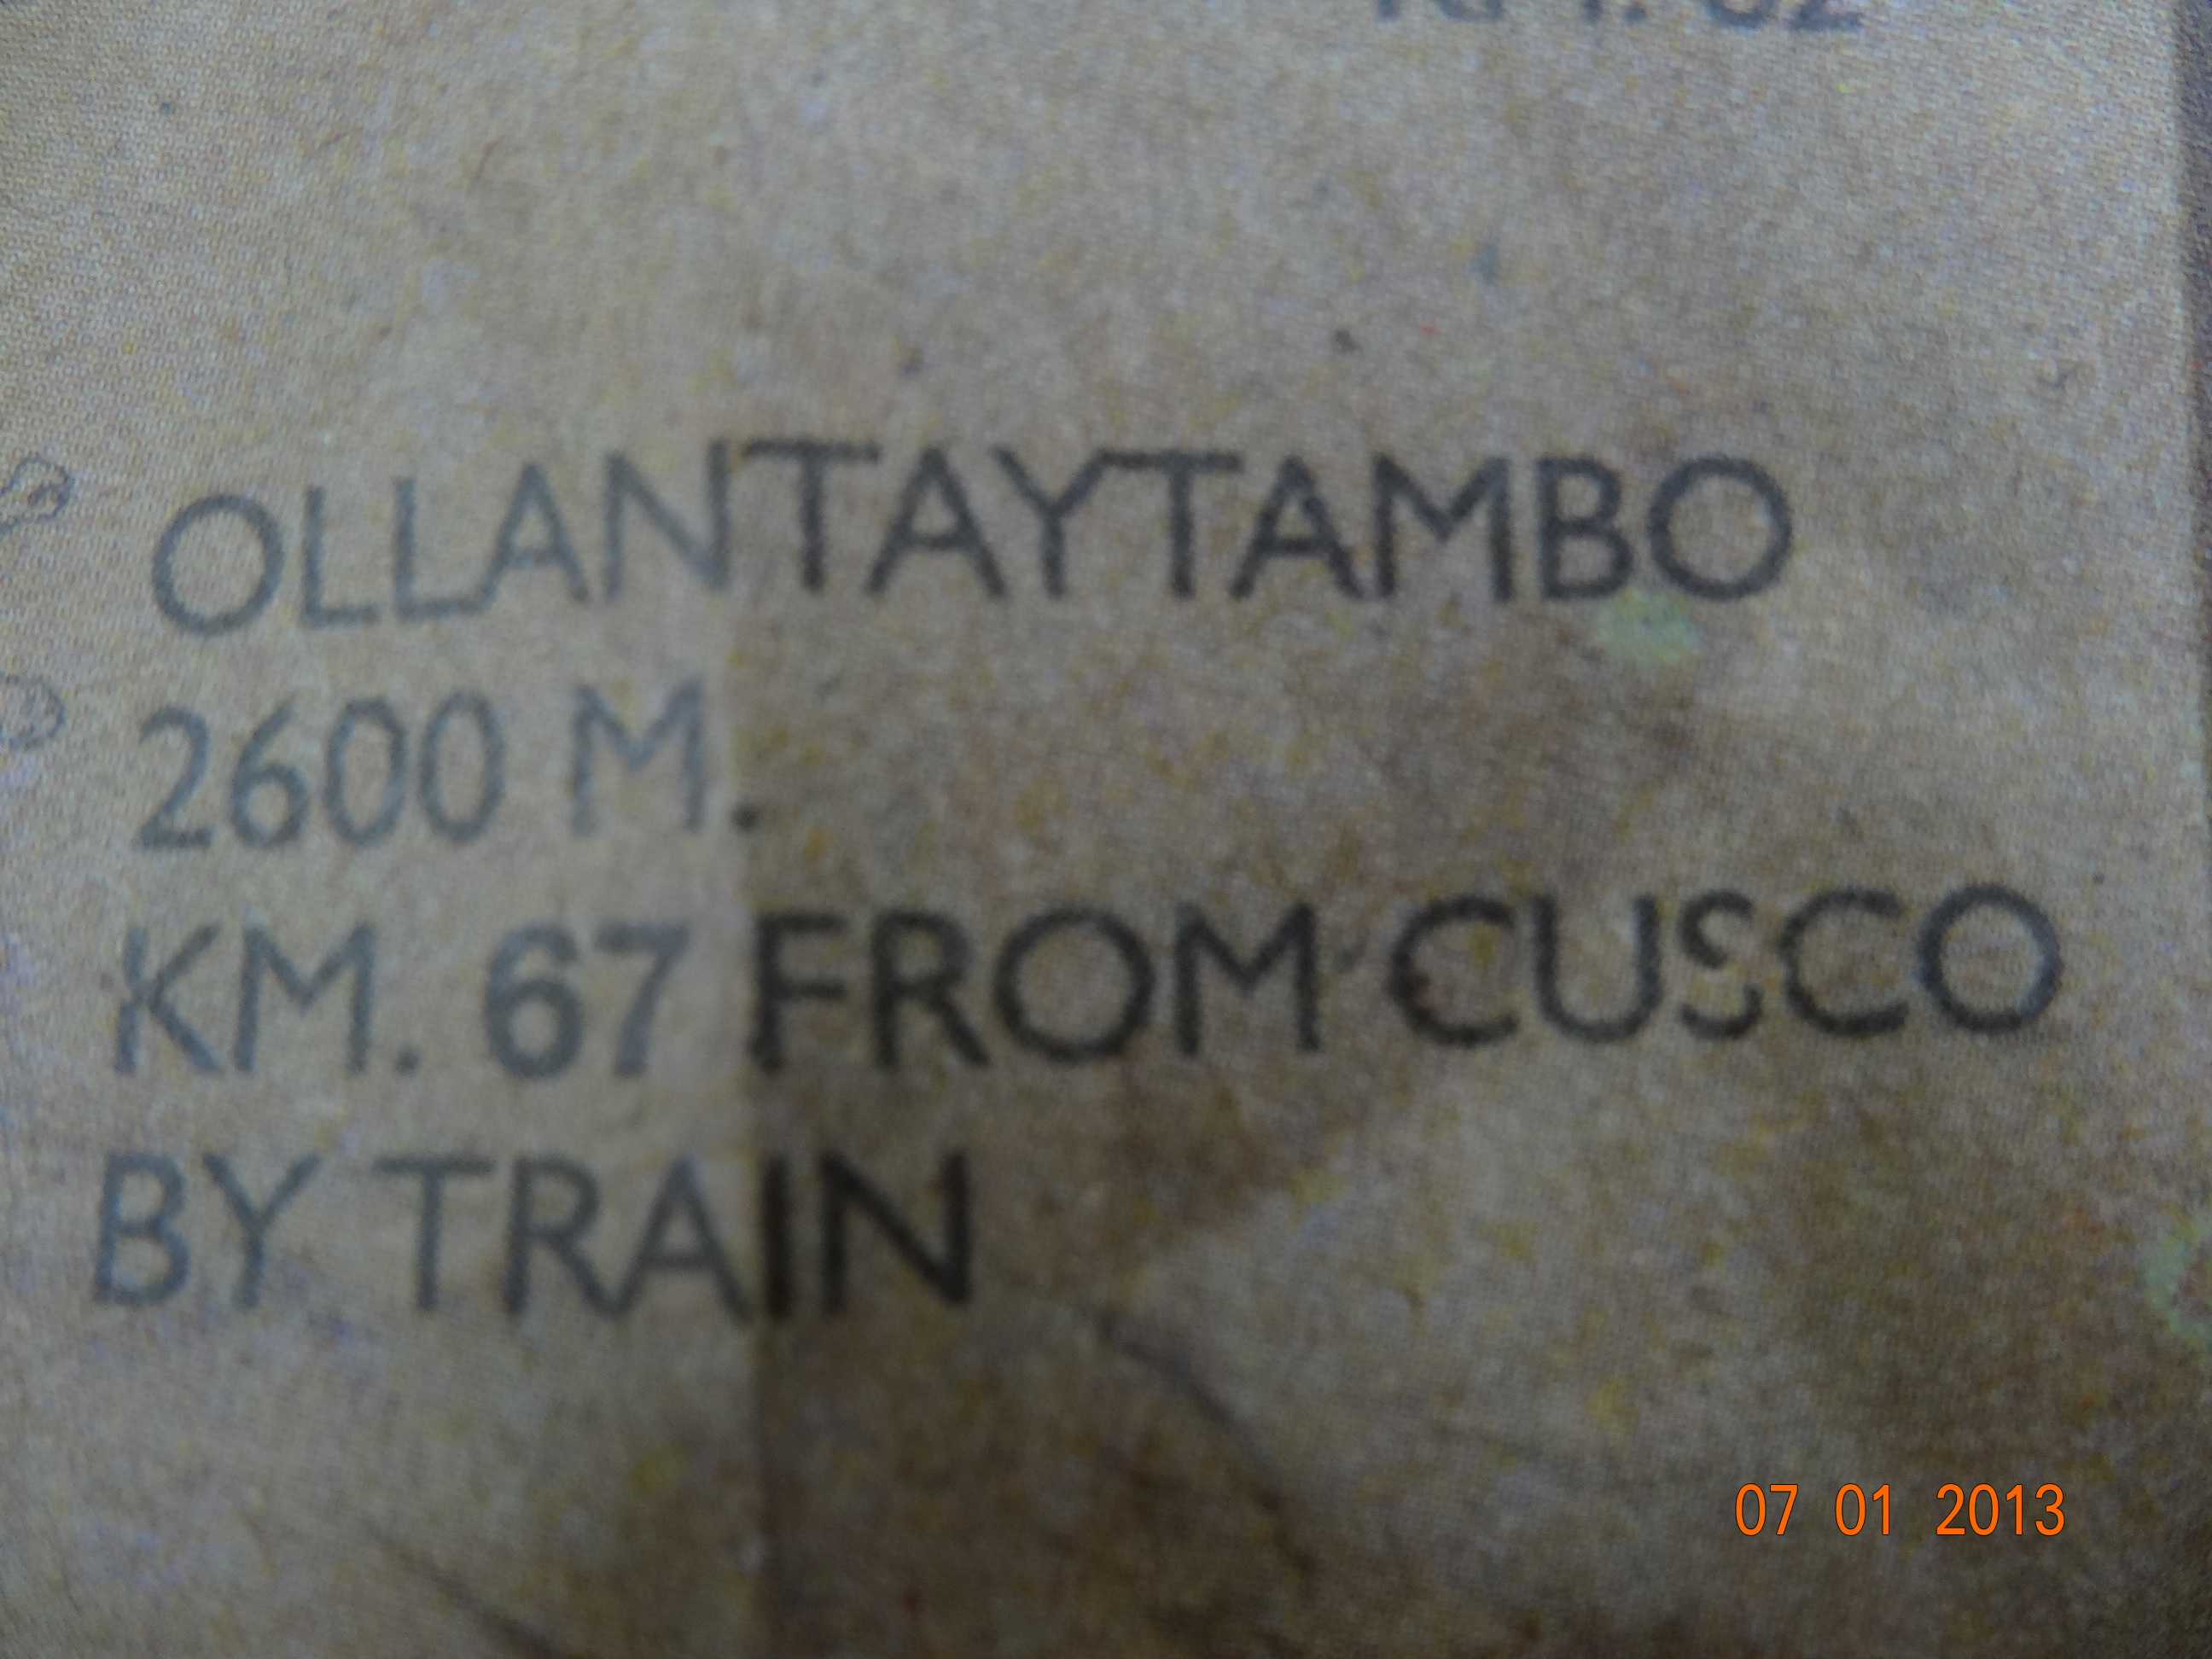 OLLANTAYTAMBO
2600 M.
KM. 67 FROM CUSCO
BY TRAIN
07 01 2013